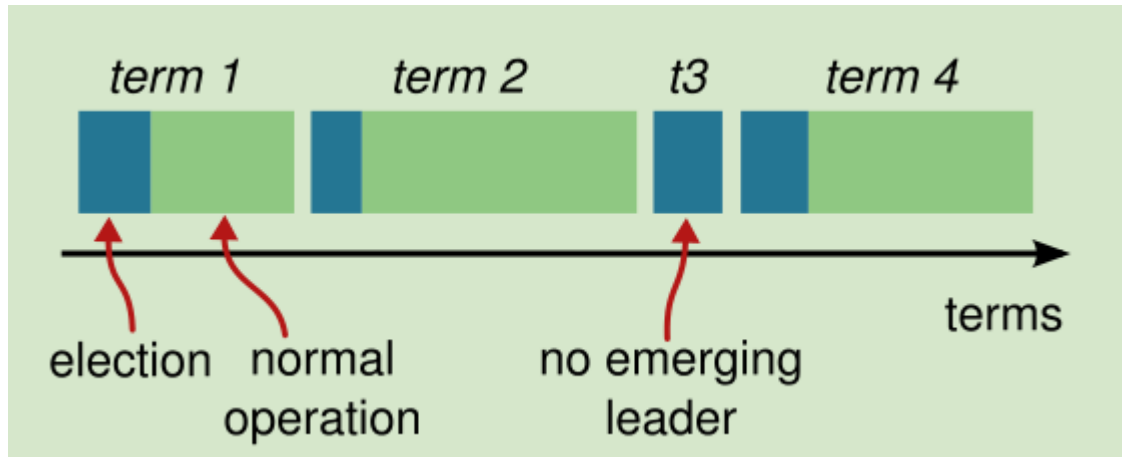 term 1
term 2
t3
term 4
terms
election
normal
operation
no emerging
leader